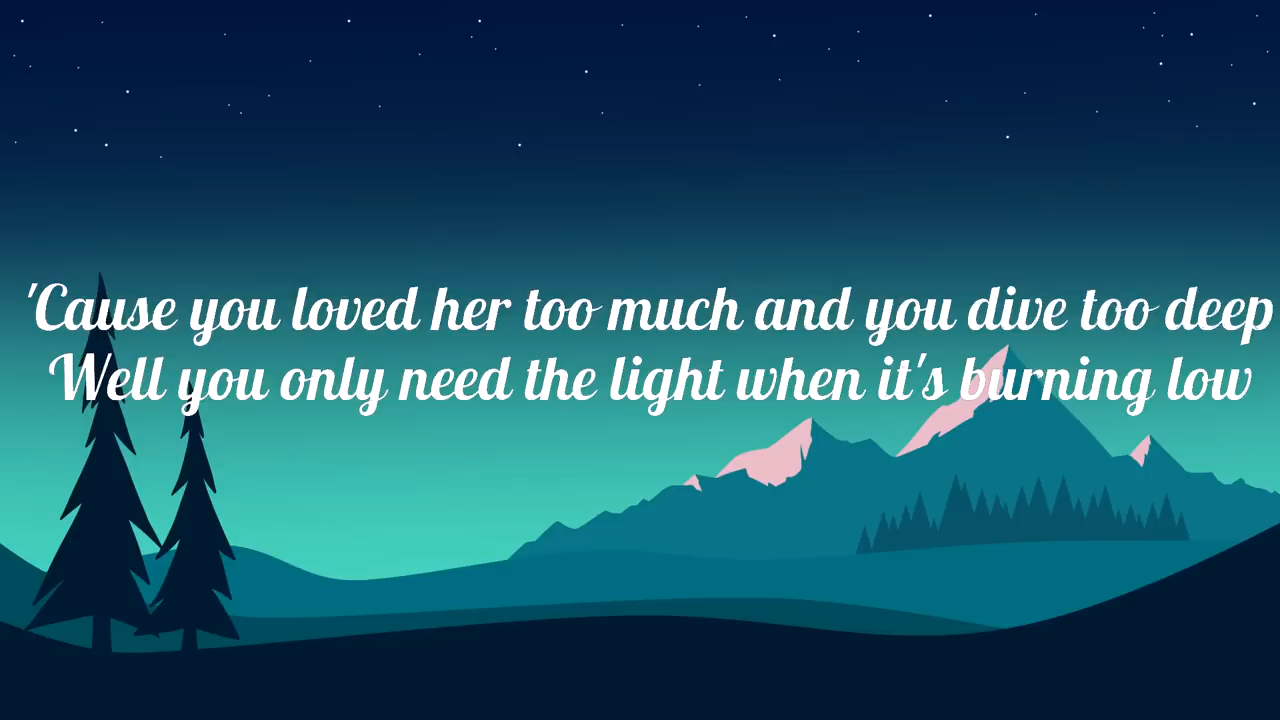 'Cause you loved her too much and you dive too deep
Well you only need the light when it's burning low